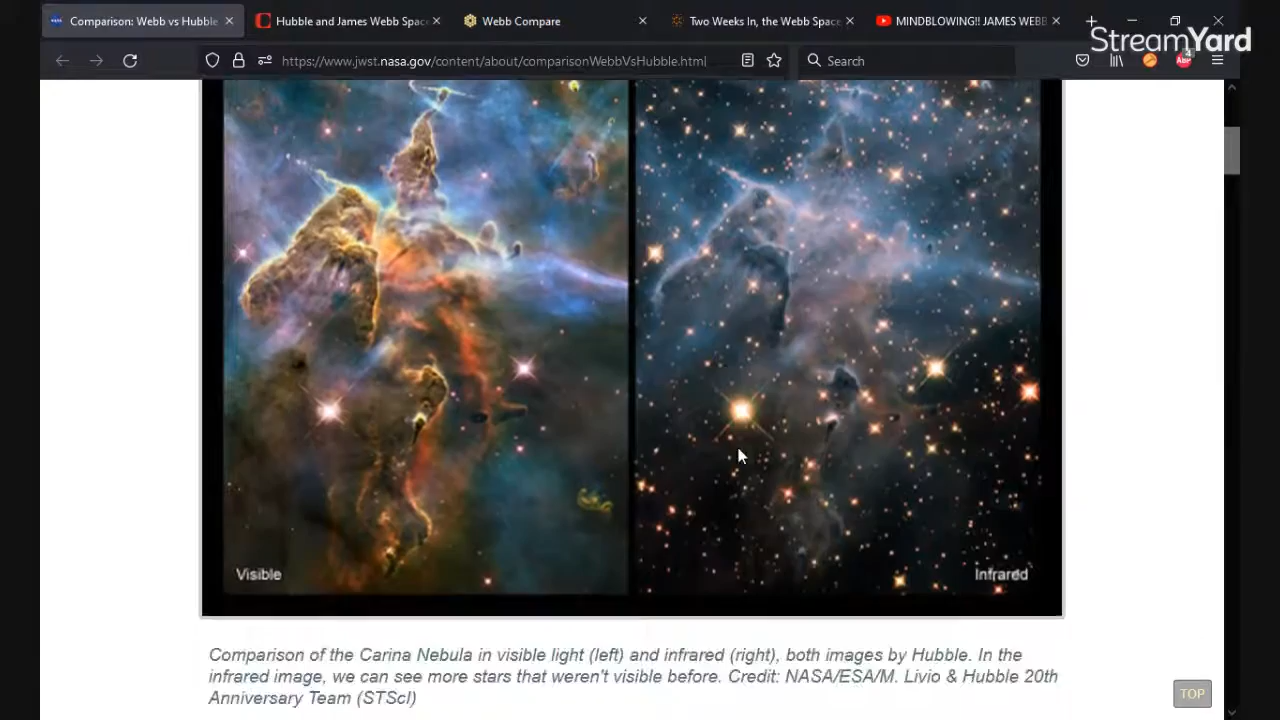 Comparison: Webb vs Hubble
Hubble and James Webb Spac
Webb Compare
Two Weeks In, the Webb Space
MINDBLOWING!! JAMES WEBB
StreamYard
https://www.jwst.nasa.gov/content/about/comparisonWebbVsHubble.html
Search
4
Visible
Infrared
Comparison of the Carina Nebula in visible light (left) and infrared (right), both images by Hubble. In the
infrared image, we can see more stars that weren't visible before. Credit: NASA/ESA/M. Livio & Hubble 20th
Anniversary Team (STScI)
TOP